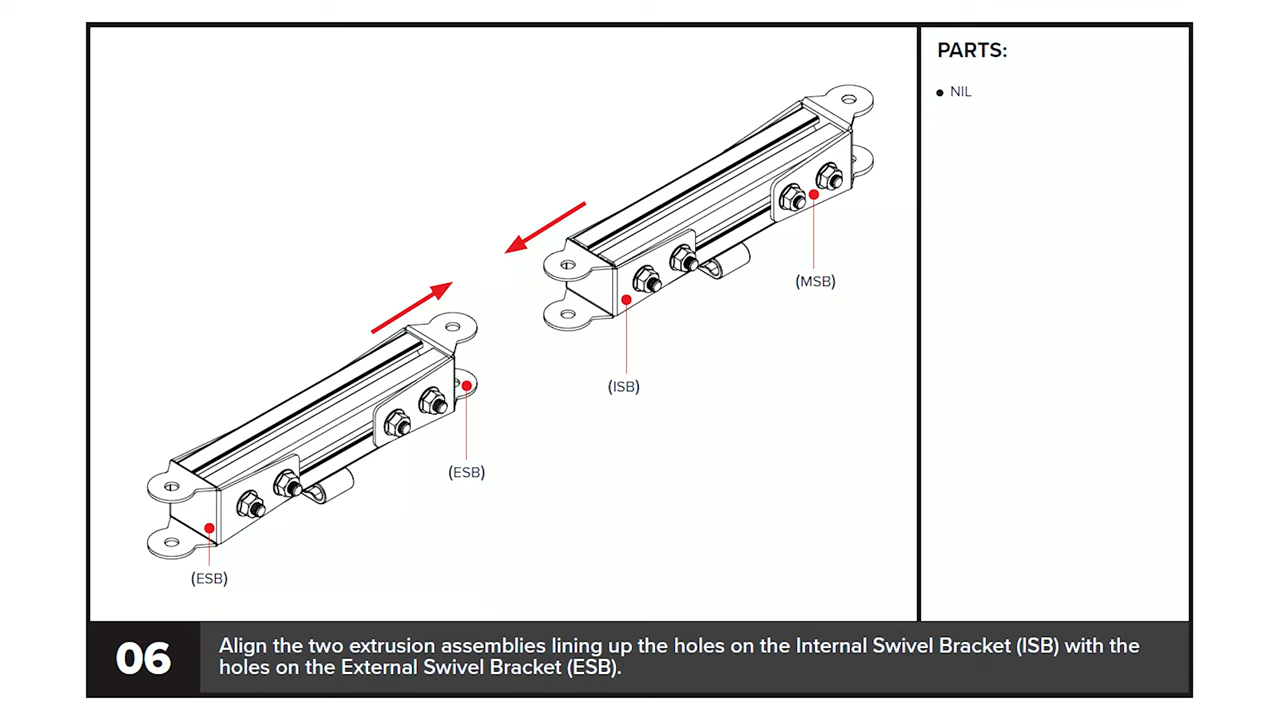 PARTS:
● NIL
(MSB)
(ISB)
(ESB)
(ESB)
06
Align the two extrusion assemblies lining up the holes on the Internal Swivel Bracket (ISB) with the
holes on the External Swivel Bracket (ESB).